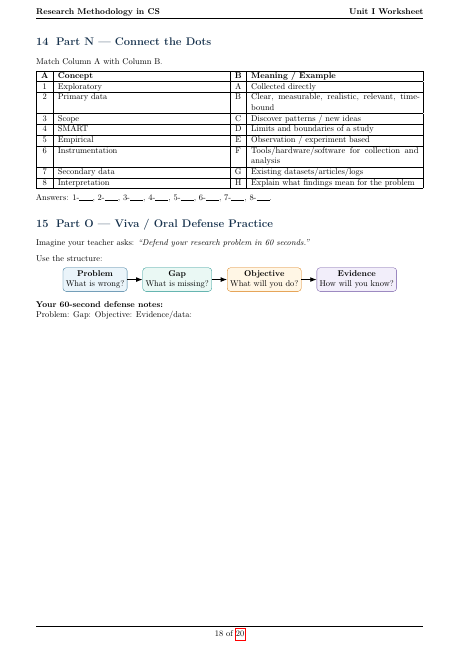 Research Methodology in CS Unit I Worksheet
14 Part N — Connect the Dots
Match Column A with Column B.
A Concept B Meaning / Example
1 Exploratory A Collected directly
2 Primary data B Clear, measurable, realistic, relevant, time-
bound
3 Scope C Discover patterns / new ideas
4 SMART D Limits and boundaries of a study
5 Empirical E Observation / experiment based
6 Instrumentation F Tools/hardware/software for collection and
analysis
7 Secondary data G Existing datasets/articles/logs
8 Interpretation H Explain what findings mean for the problem
Answers: 1-___, 2-___, 3-___, 4-___, 5-___, 6-___, 7-___, 8-___.
15 Part O — Viva / Oral Defense Practice
Imagine your teacher asks: “Defend your research problem in 60 seconds.”
Use the structure:
Problem Gap Objective Evidence
What is wrong? What is missing? What will you do? How will you know?
Your 60-second defense notes:
Problem: Gap: Objective: Evidence/data:
18 of 20